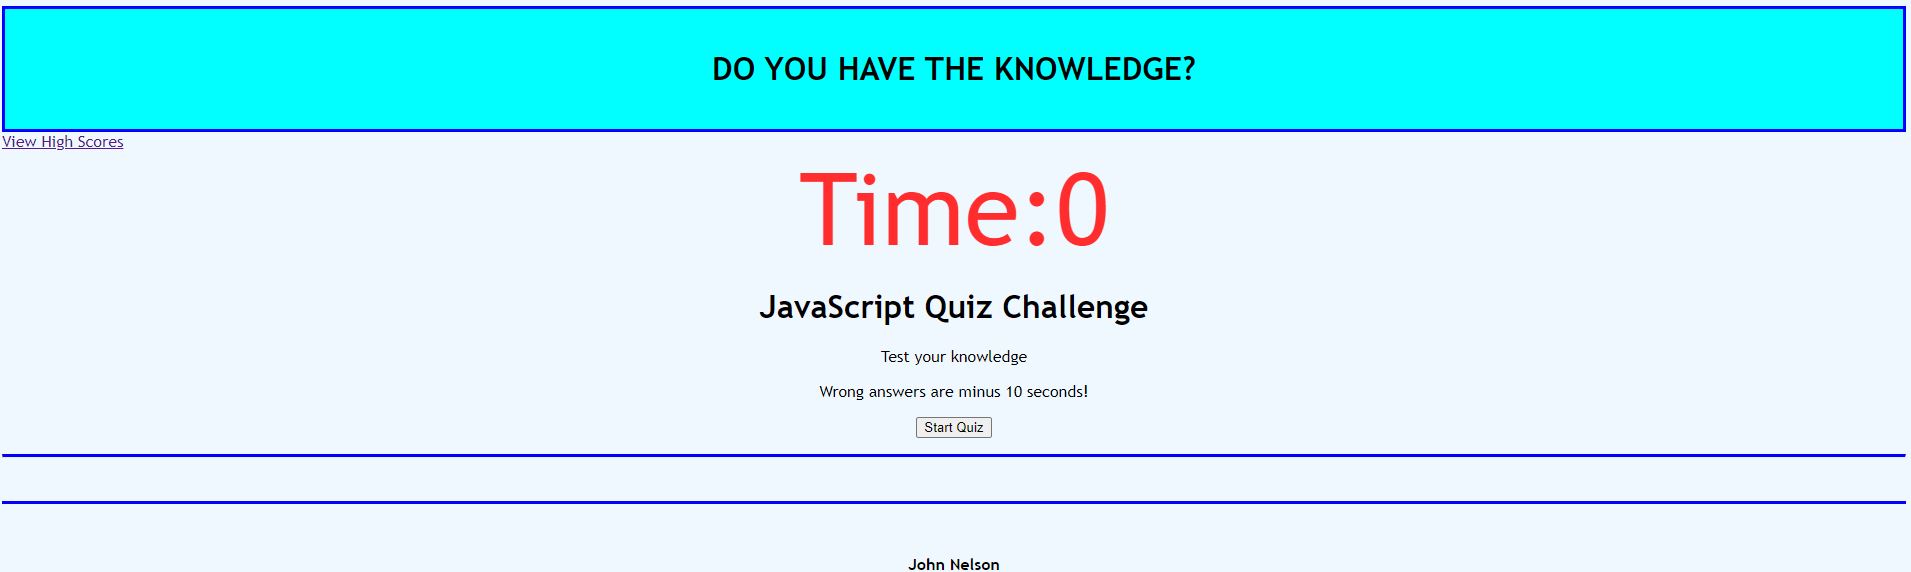 DO YOU HAVE THE KNOWLEDGE?
View High Scores
Time:0
JavaScript Quiz Challenge
Test your knowledge
Wrong answers are minus 10 seconds!
Start Quiz
John Nelson